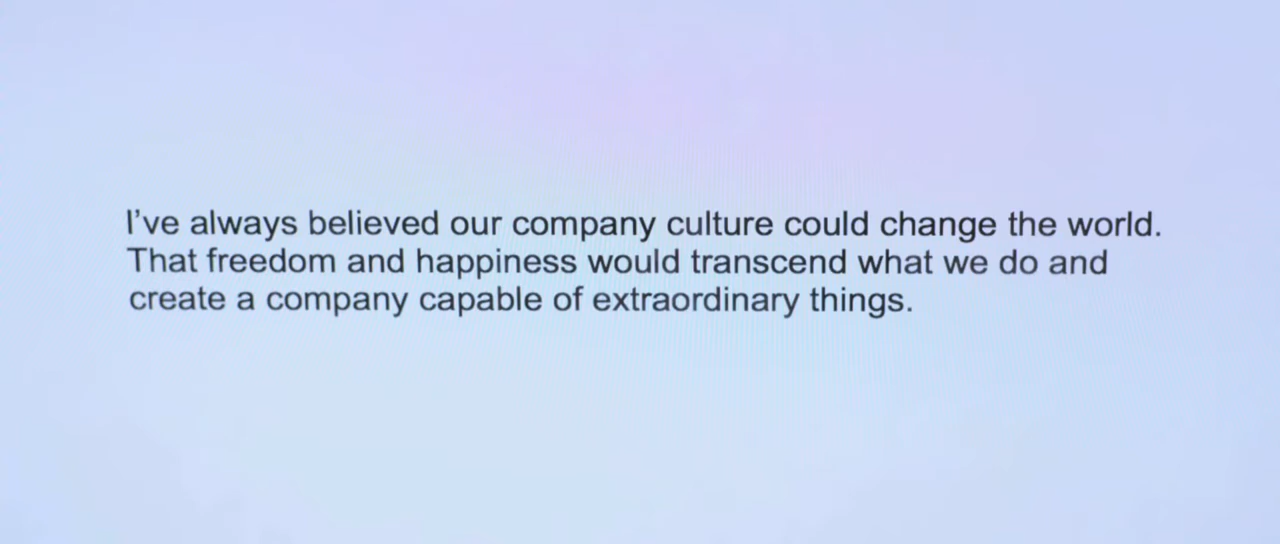 I've always believed our company culture could change the world.
That freedom and happiness would transcend what we do and
create a company capable of extraordinary things.